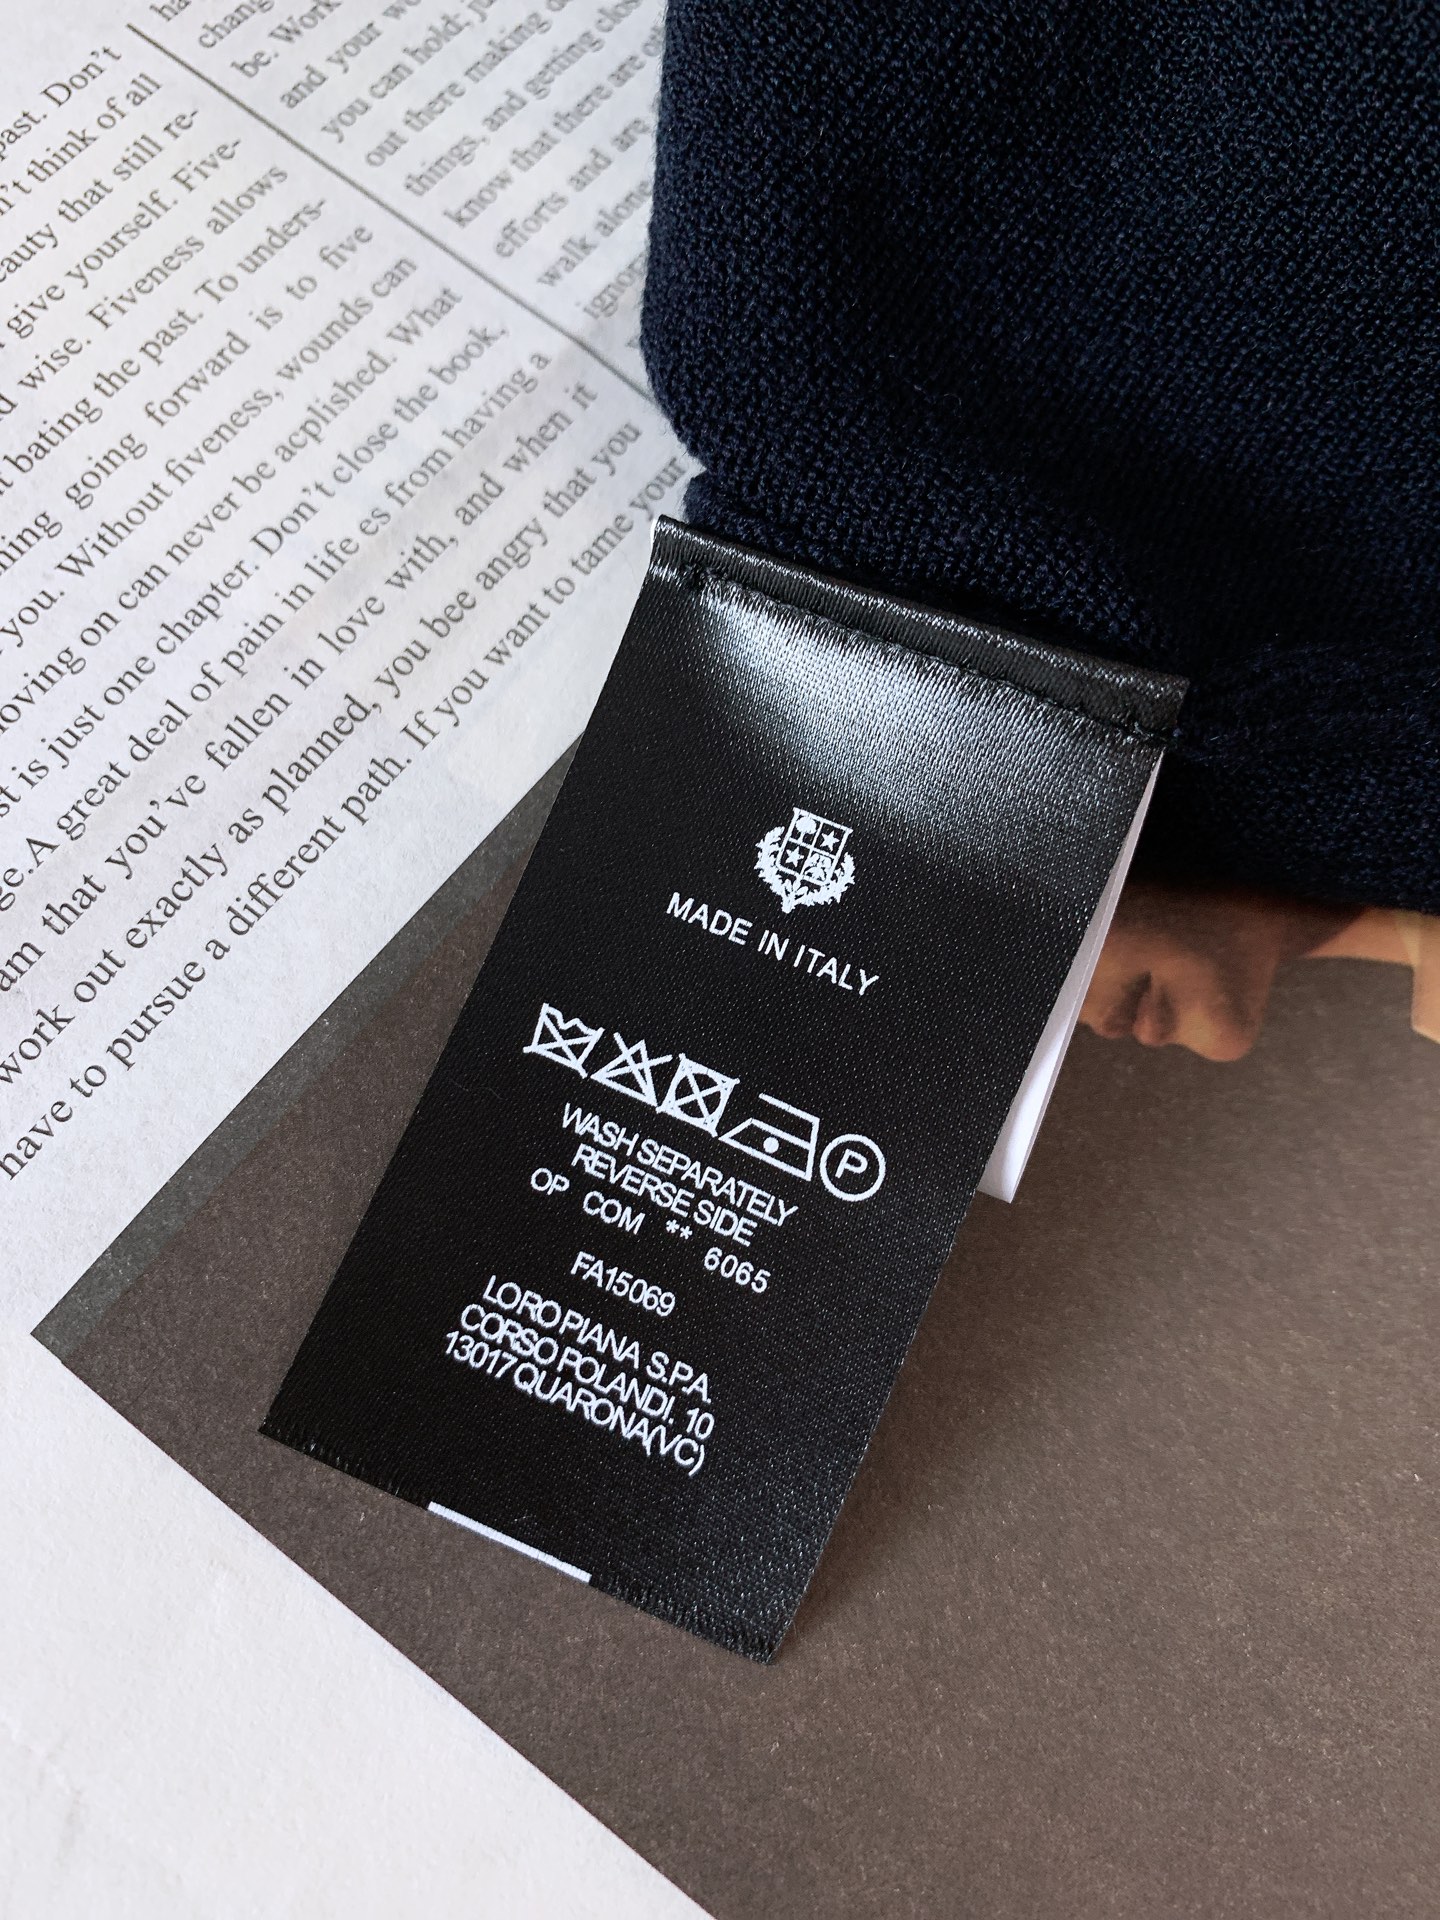 past. Don't
n't think of all
eauty that still re-
give yourself. Five-
d wise. Fiveness allows
bating the past. To unders-
hing going forward is to five
you. Without fiveness, wounds can
oving on can never be acplished. What
st is just one chapter. Don't close the book.
ge.A great deal of pain in life es from having a
am that you've fallen in love with, and when it
work out exactly as planned, you bee angry that you
have to pursue a different path. If you want to tame your
be. Work
and your wo
you can hold; ju
out there making d
things, and getting close
know that there are o
efforts and are
walk alone
ignor
MADE IN ITALY
P
WASH SEPARATELY
REVERSE SIDE
OP COM ** 6065
FA15069
LORO PIANA S.P.A.
CORSO POLANDI. 10
13017 QUARONA(VC)